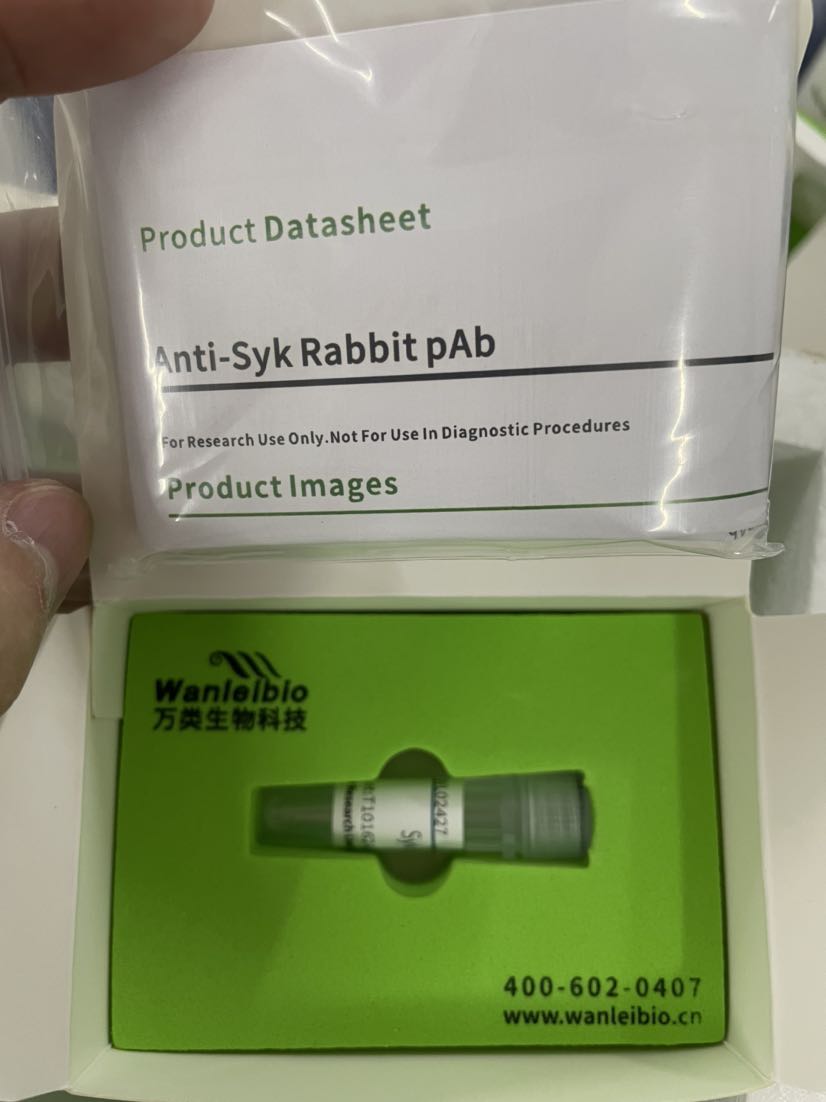 Product Datasheet
Anti-Syk Rabbit pAb
For Research Use Only.Not For Use In Diagnostic Procedures
Product Images
Wanleibio
万类生物科技
L02427
400-602-0407
www.wanleibio.cn